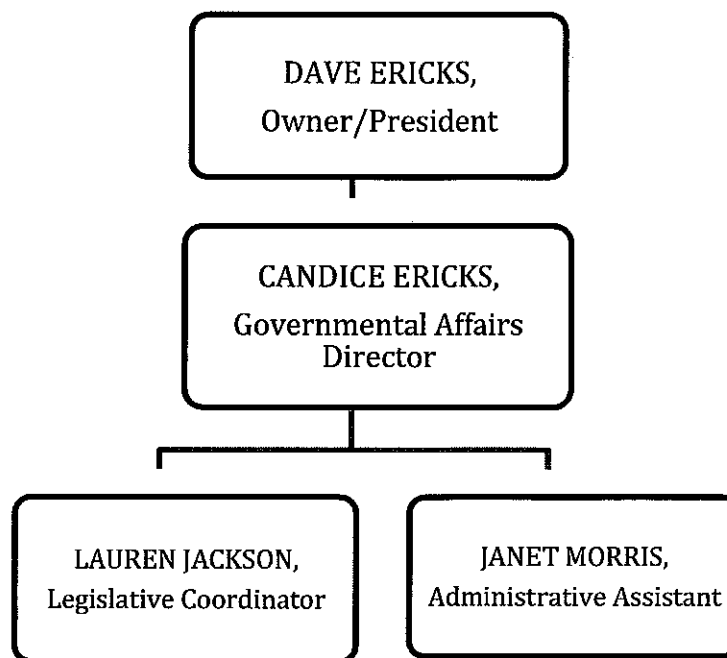 DAVE ERICKS,
Owner/President
CANDICE ERICKS,
Governmental Affairs
Director
LAUREN JACKSON,
Legislative Coordinator
JANET MORRIS,
Administrative Assistant